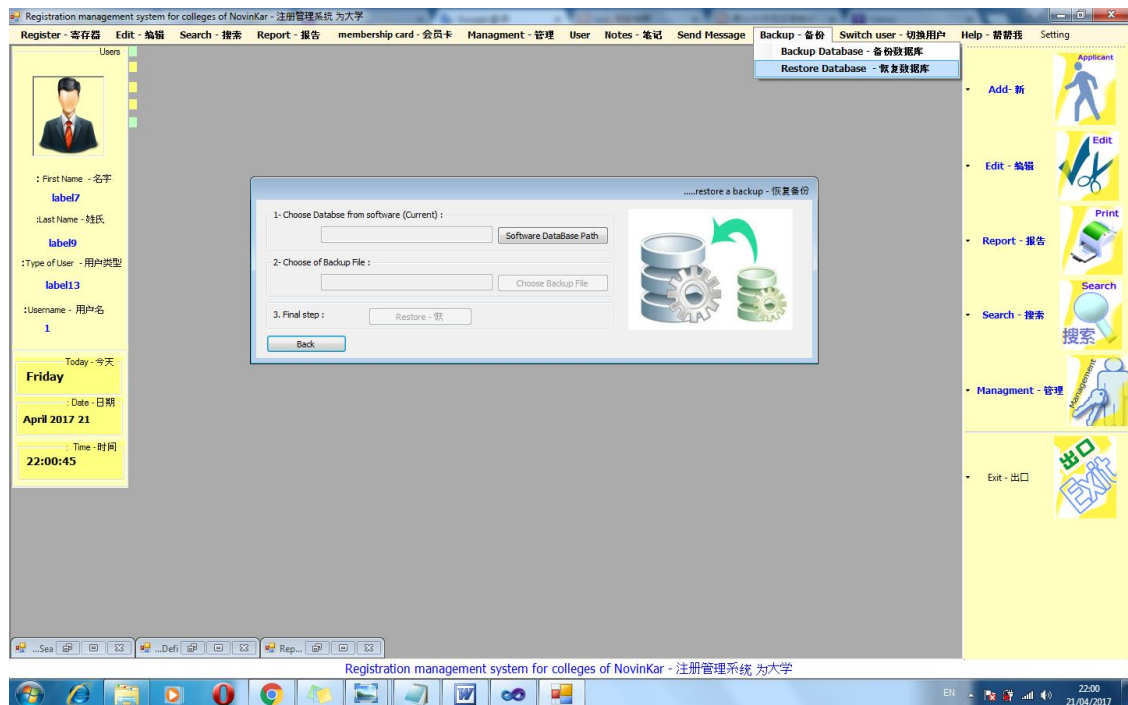 Registration management system for colleges of NovinKar - 注册管理系统 为大学
Register - 寄存器 Edit - 编辑 Search - 搜索 Report - 报告 membership card - 会员卡 Managment - 管理 User Notes - 笔记 Send Message Backup - 备份 Switch user - 切换用户 Help - 帮帮我 Setting
Backup Database - 备份数据库
Restore Database - 恢复数据库
Users
: First Name - 名字
label7
:Last Name - 姓氏
label9
:Type of User - 用户类型
label13
:Username - 用户名
1
Today - 今天
Friday
: Date - 日期
April 2017 21
: Time - 时间
22:00:45
.....restore a backup - 恢复备份
1- Choose Databse from software (Current) :
Software DataBase Path
2- Choose of Backup File :
Choose Backup File
3. Final step :
Restore - 恢
Back
Applicant
Add- 新
Edit
Edit - 编辑
Print
Report - 报告
Search
Search - 搜索
搜索
Management
Managment - 管理
出口
Exit
Exit - 出口
...Sea
...Defi
Rep...
Registration management system for colleges of NovinKar - 注册管理系统 为大学
EN
22:00
21/04/2017